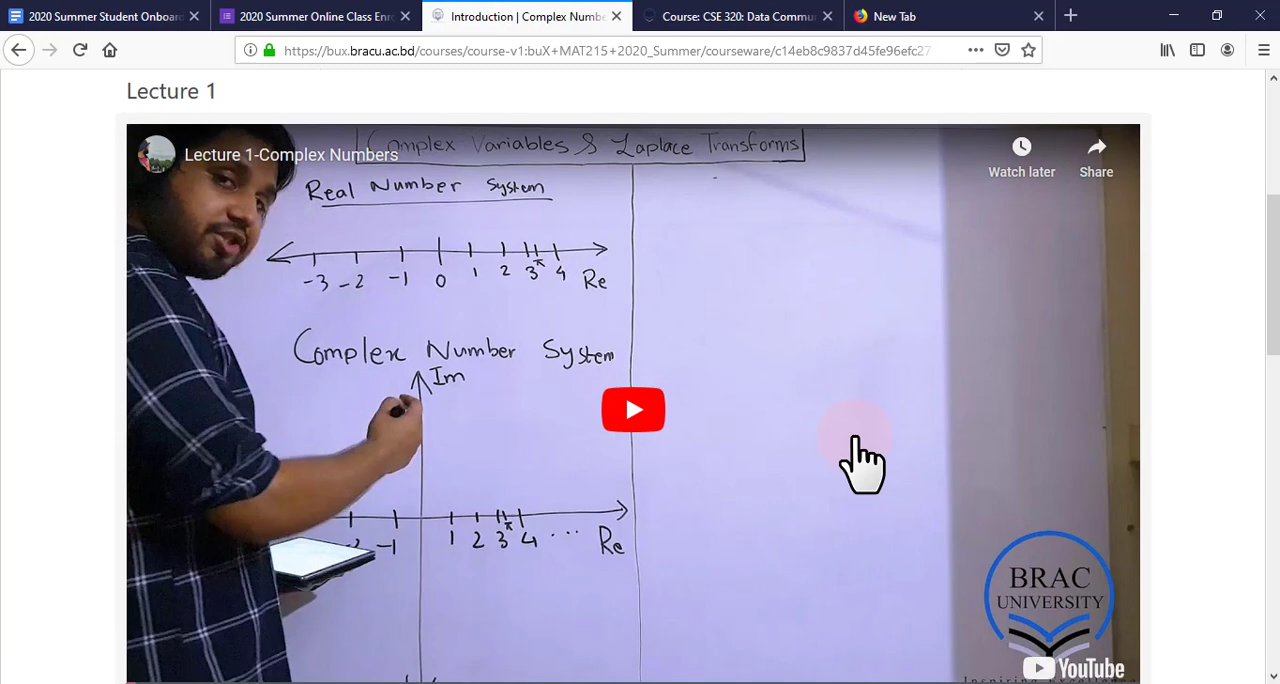 2020 Summer Student Onboard
2020 Summer Online Class Enr
Introduction | Complex Numbe
Course: CSE 320: Data Commu
New Tab
https://bux.bracu.ac.bd/courses/course-v1:buX+MAT215+2020_Summer/courseware/c14eb8c9837d45fe96efc27
Lecture 1
Lecture 1-Complex Numbers
Watch later
Share
Complex Variables & Laplace Transforms
Real Number System
-3 -2 -1 0 1 2 3 π 4 Re
Complex Number System
Im
-2 -1 1 2 3 π 4 ... Re
BRAC
UNIVERSITY
YouTube